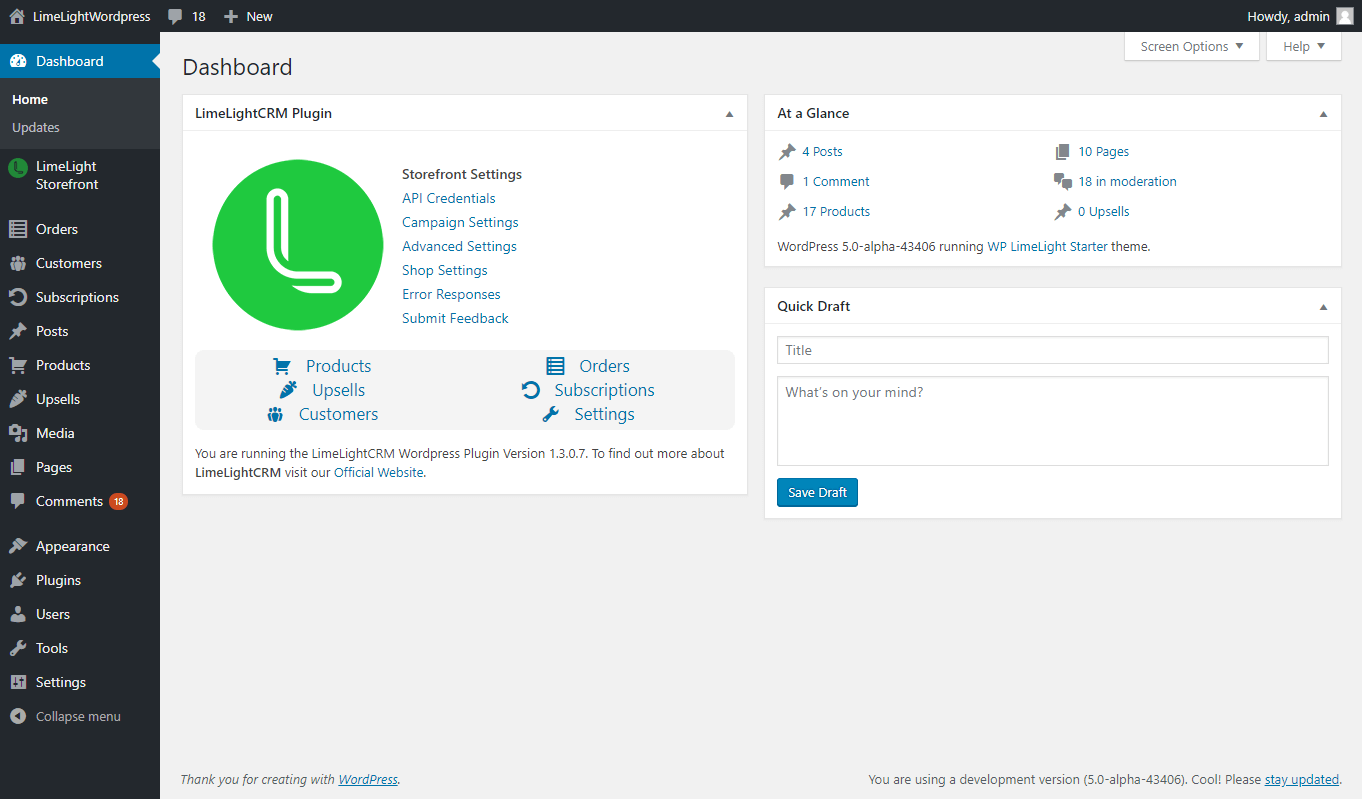 LimeLightWordpress 18 New Howdy, admin
Dashboard
Home
Updates
LimeLight
Storefront
Orders
Customers
Subscriptions
Posts
Products
Upsells
Media
Pages
Comments 18
Appearance
Plugins
Users
Tools
Settings
Collapse menu
Screen Options Help
Dashboard
LimeLightCRM Plugin
Storefront Settings
API Credentials
Campaign Settings
Advanced Settings
Shop Settings
Error Responses
Submit Feedback
Products Orders
Upsells Subscriptions
Customers Settings
You are running the LimeLightCRM Wordpress Plugin Version 1.3.0.7. To find out more about
LimeLightCRM visit our Official Website.
At a Glance
4 Posts 10 Pages
1 Comment 18 in moderation
17 Products 0 Upsells
WordPress 5.0-alpha-43406 running WP LimeLight Starter theme.
Quick Draft
Title
What's on your mind?
Save Draft
Thank you for creating with WordPress. You are using a development version (5.0-alpha-43406). Cool! Please stay updated.